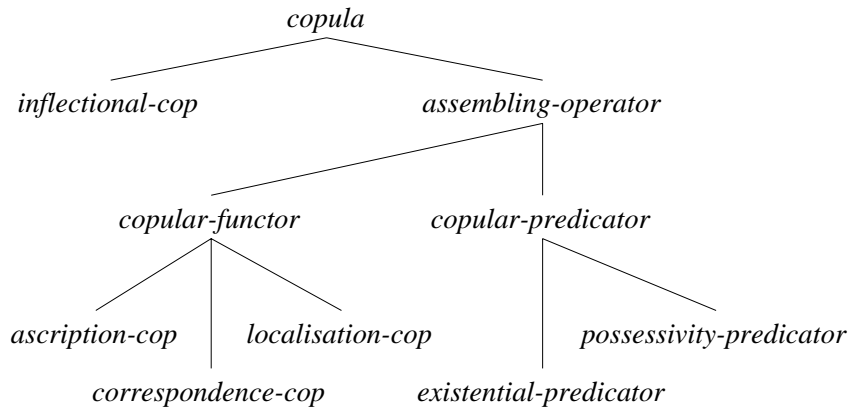 copula
inflectional-cop assembling-operator
copular-functor copular-predicator
ascription-cop localisation-cop possessivity-predicator
correspondence-cop existential-predicator